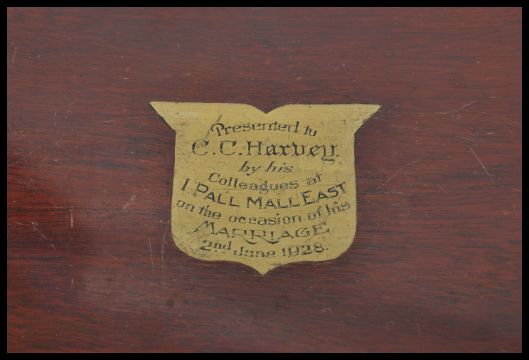 Presented to
C.C. Harvey.
by his
Colleagues at
1 PALL MALL EAST
on the occasion of his
MARRIAGE
2nd June 1928.